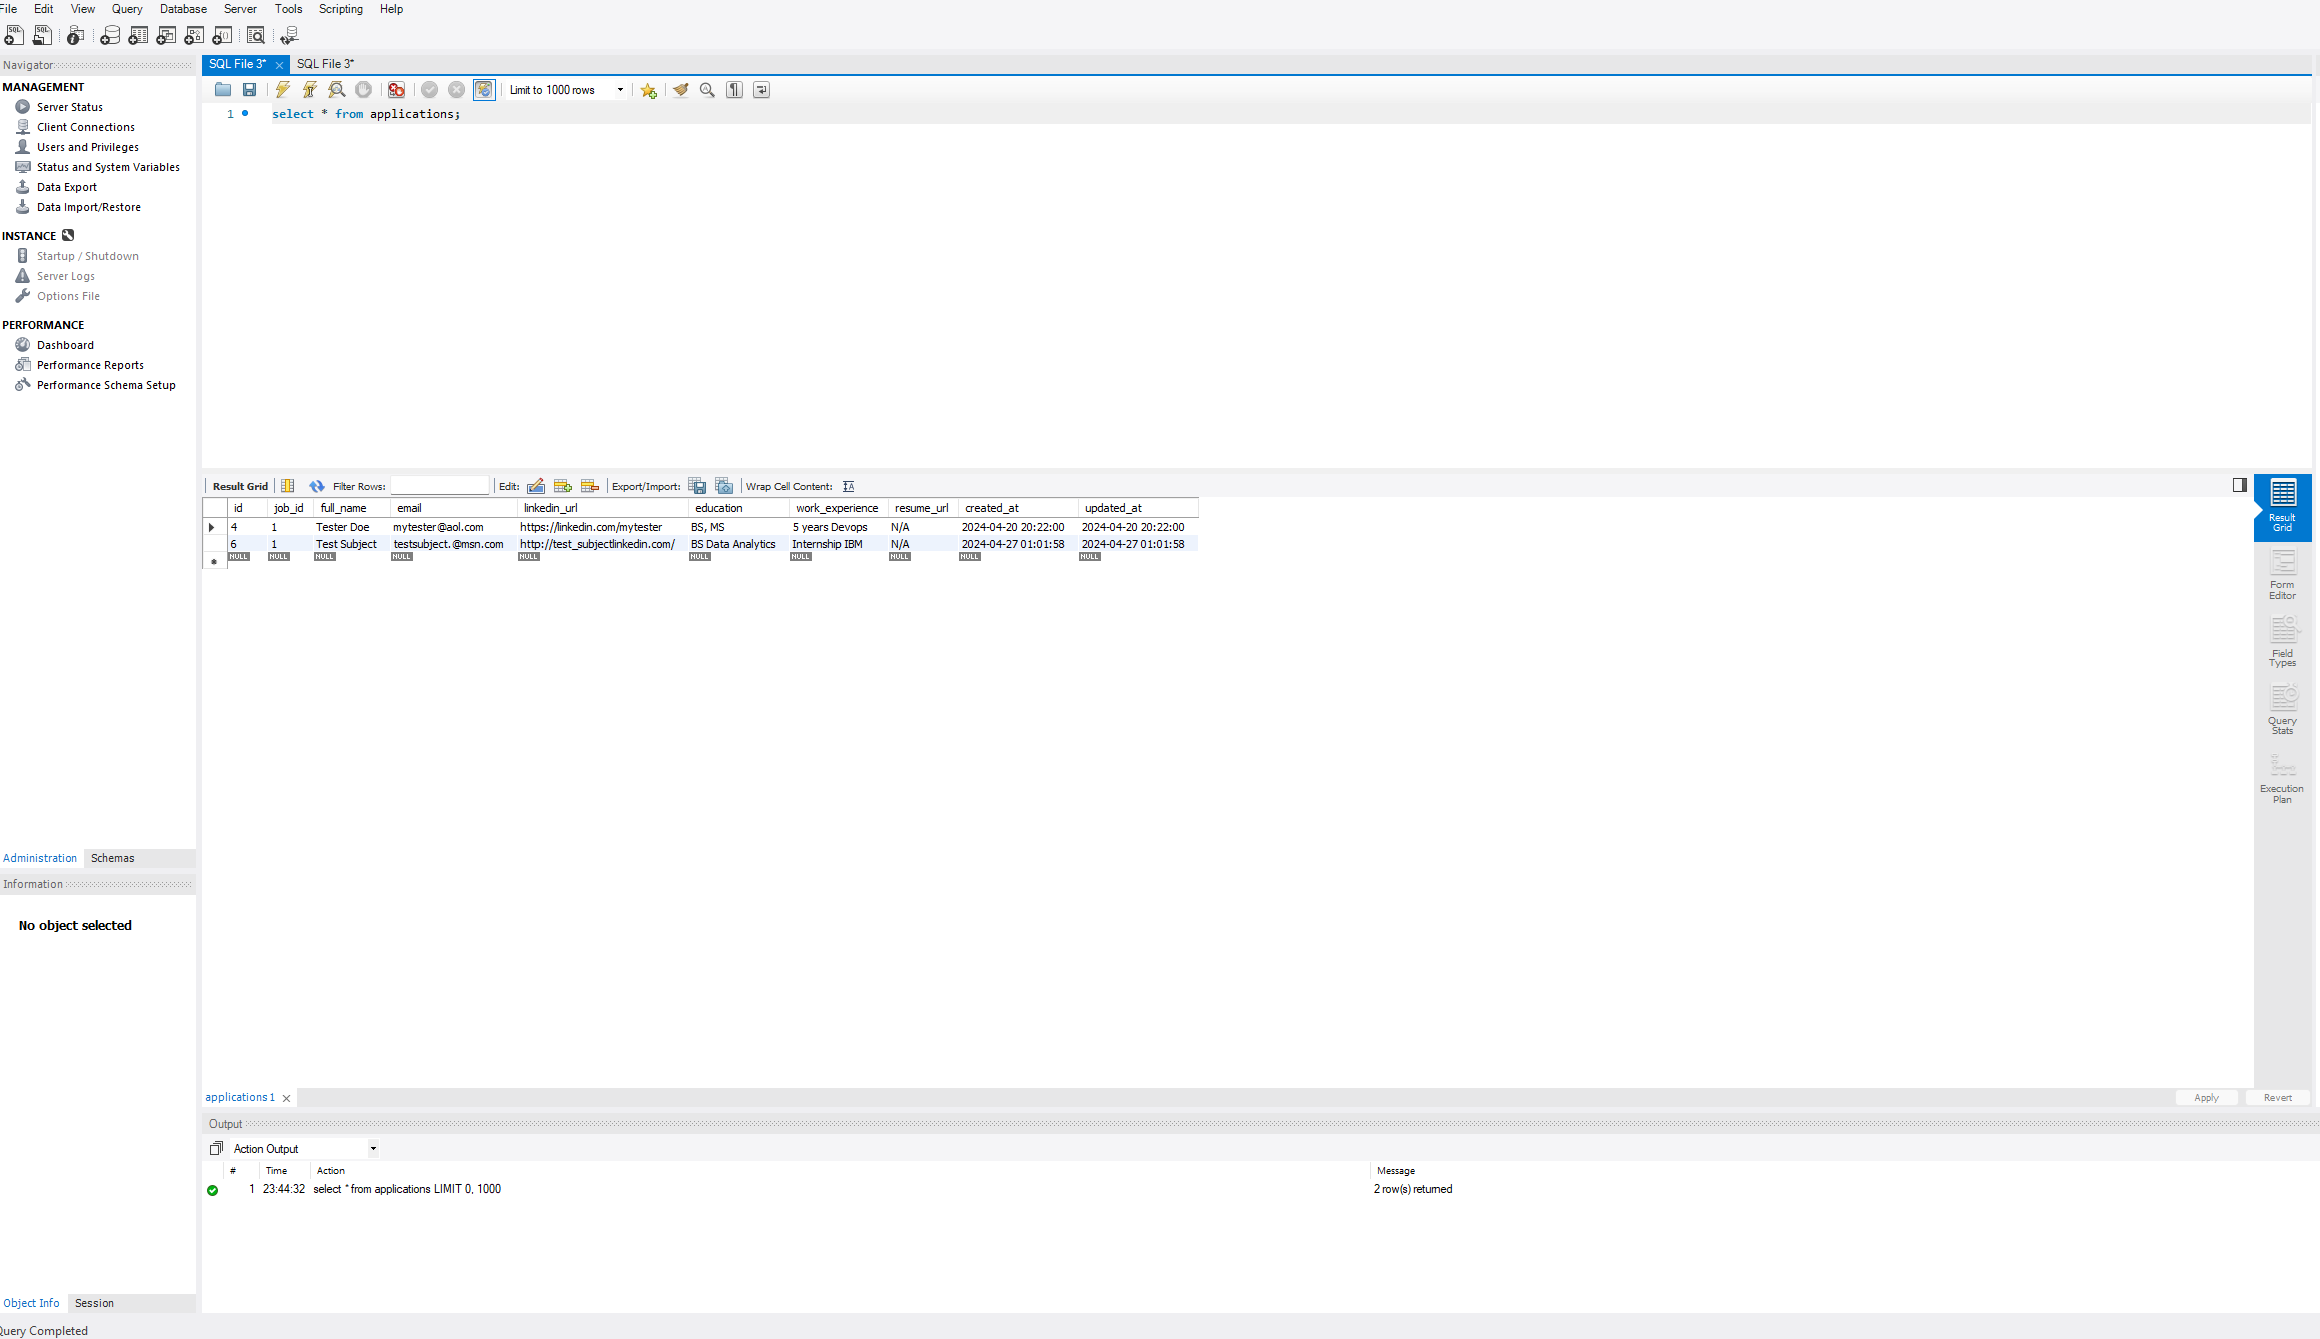 File Edit View Query Database Server Tools Scripting Help
Navigator
MANAGEMENT
Server Status
Client Connections
Users and Privileges
Status and System Variables
Data Export
Data Import/Restore
INSTANCE
Startup / Shutdown
Server Logs
Options File
PERFORMANCE
Dashboard
Performance Reports
Performance Schema Setup
Administration Schemas
Information
No object selected
Object Info Session
SQL File 3* SQL File 3*
Limit to 1000 rows
1 select * from applications;
Result Grid Filter Rows: Edit: Export/Import: Wrap Cell Content:
id job_id full_name email linkedin_url education work_experience resume_url created_at updated_at
4 1 Tester Doe mytester@aol.com https://linkedin.com/mytester BS, MS 5 years Devops N/A 2024-04-20 20:22:00 2024-04-20 20:22:00
6 1 Test Subject testsubject.@msn.com http://test_subjectlinkedin.com/ BS Data Analytics Internship IBM N/A 2024-04-27 01:01:58 2024-04-27 01:01:58
NULL NULL NULL NULL NULL NULL NULL NULL NULL NULL
Result
Grid
Form
Editor
Field
Types
Query
Stats
Execution
Plan
applications 1 Apply Revert
Output
Action Output
# Time Action Message
1 23:44:32 select * from applications LIMIT 0, 1000 2 row(s) returned
Query Completed